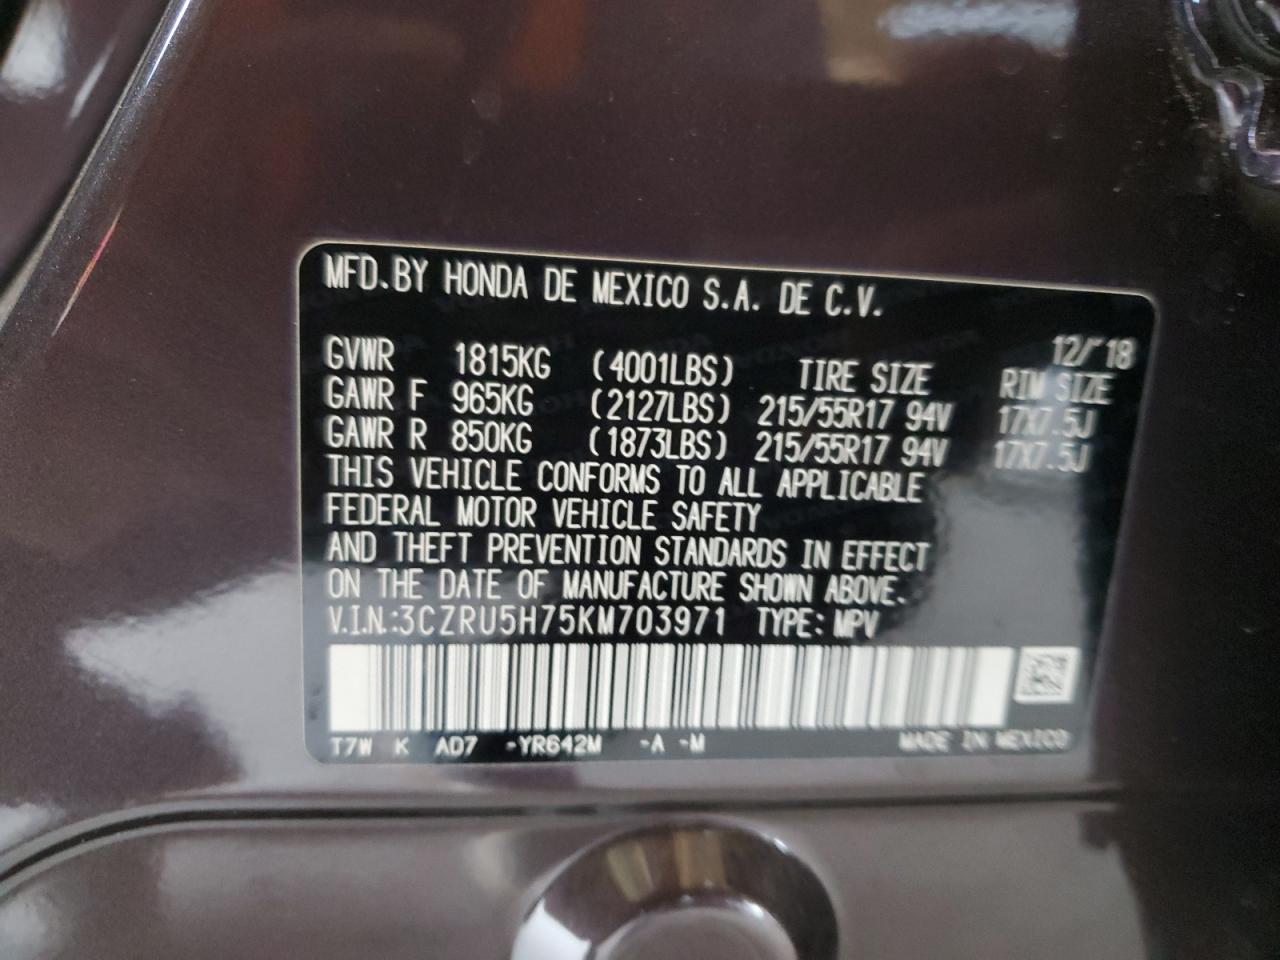 MFD.BY HONDA DE MEXICO S.A. DE C.V.
12/'18
GVWR 1815KG (4001LBS) TIRE SIZE RIM SIZE
GAWR F 965KG (2127LBS) 215/55R17 94V 17X7.5J
GAWR R 850KG (1873LBS) 215/55R17 94V 17X7.5J
THIS VEHICLE CONFORMS TO ALL APPLICABLE
FEDERAL MOTOR VEHICLE SAFETY
AND THEFT PREVENTION STANDARDS IN EFFECT
ON THE DATE OF MANUFACTURE SHOWN ABOVE.
V.I.N.:3CZRU5H75KM703971 TYPE: MPV
T7W K AD7 -YR642M -A -M MADE IN MEXICO